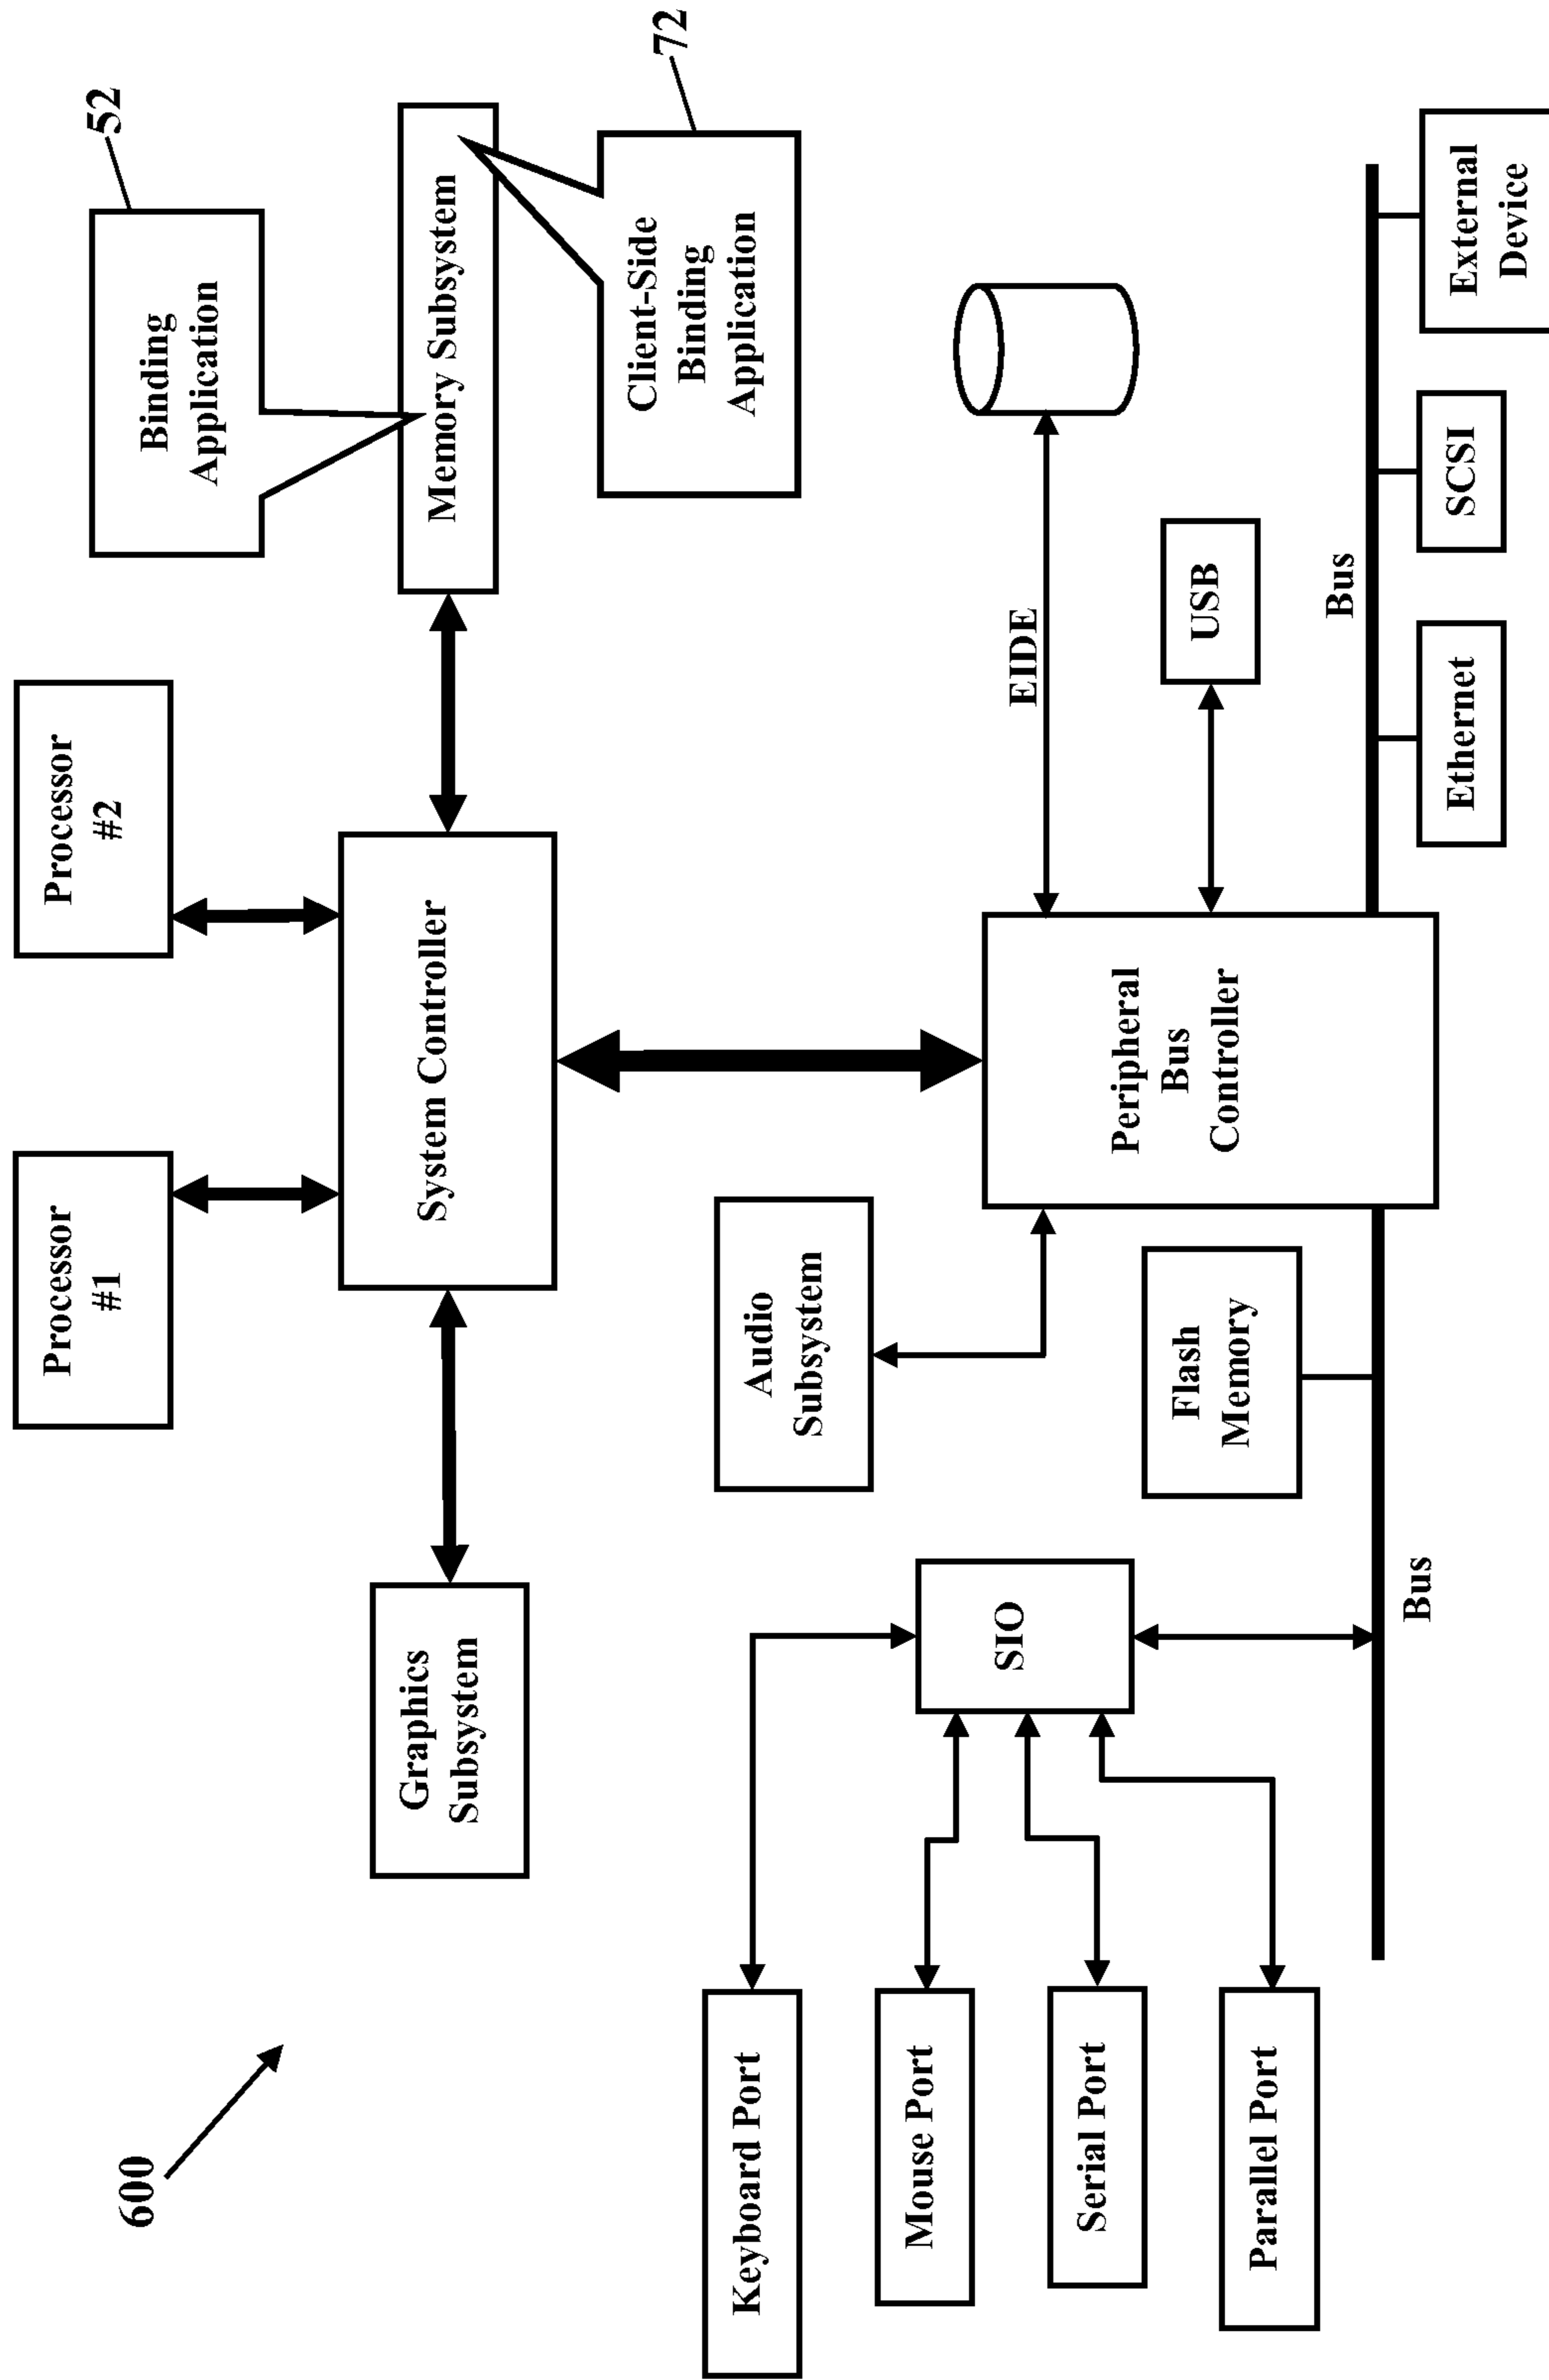 600
Processor
#1
Processor
#2
52
Binding
Application
Graphics
Subsystem
System Controller
Memory Subsystem
72
Client-Side
Binding
Application
Keyboard Port
Audio
Subsystem
Mouse Port
SIO
EIDE
Serial Port
Peripheral
Bus
Controller
Flash
Memory
USB
Parallel Port
Bus
Bus
Ethernet
SCSI
External
Device